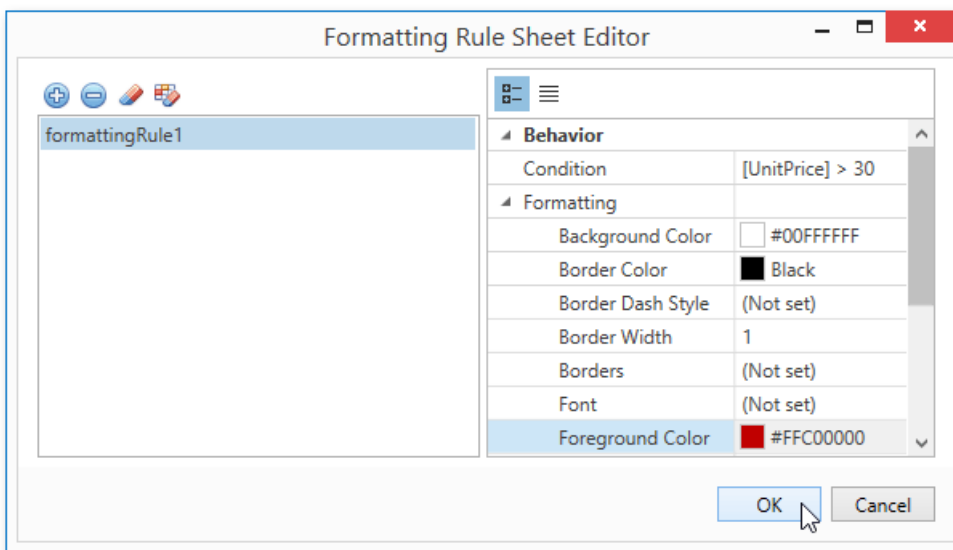 Formatting Rule Sheet Editor
formattingRule1
Behavior
Condition [UnitPrice] > 30
Formatting
Background Color #00FFFFFF
Border Color Black
Border Dash Style (Not set)
Border Width 1
Borders (Not set)
Font (Not set)
Foreground Color #FFC00000
OK Cancel